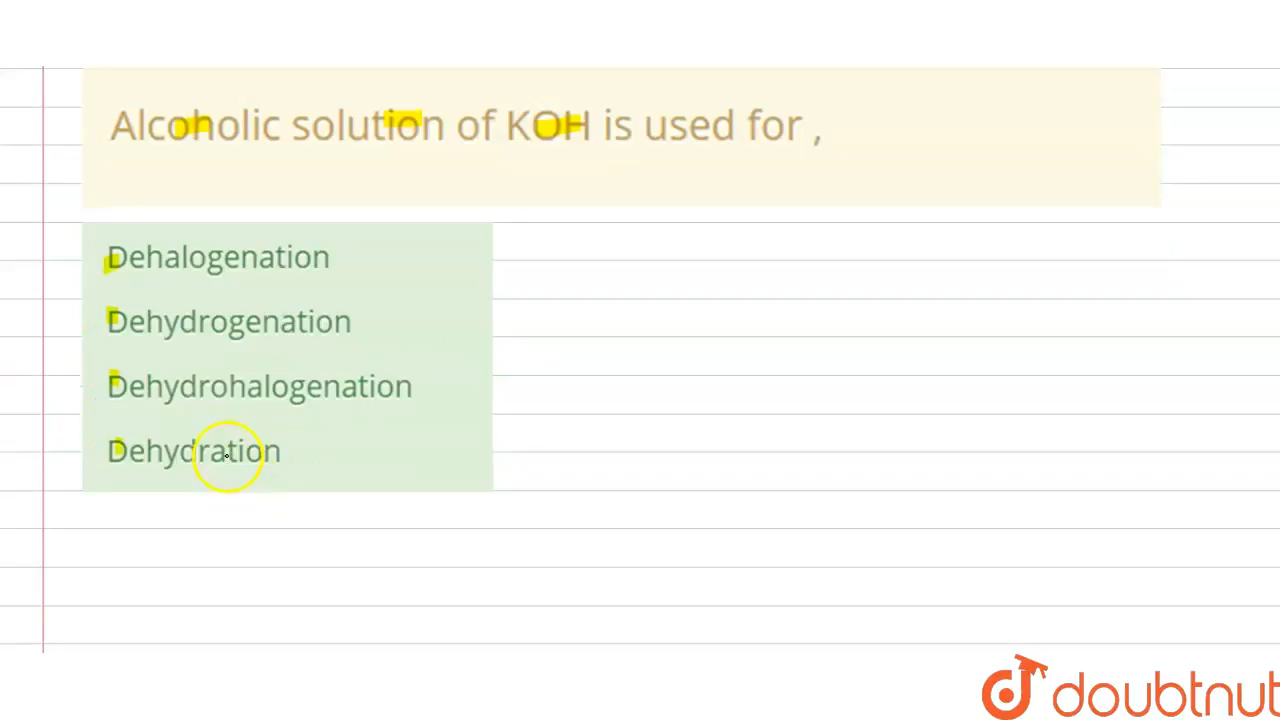 Alcoholic solution of KOH is used for ,
Dehalogenation
Dehydrogenation
Dehydrohalogenation
Dehydration
doubtnut